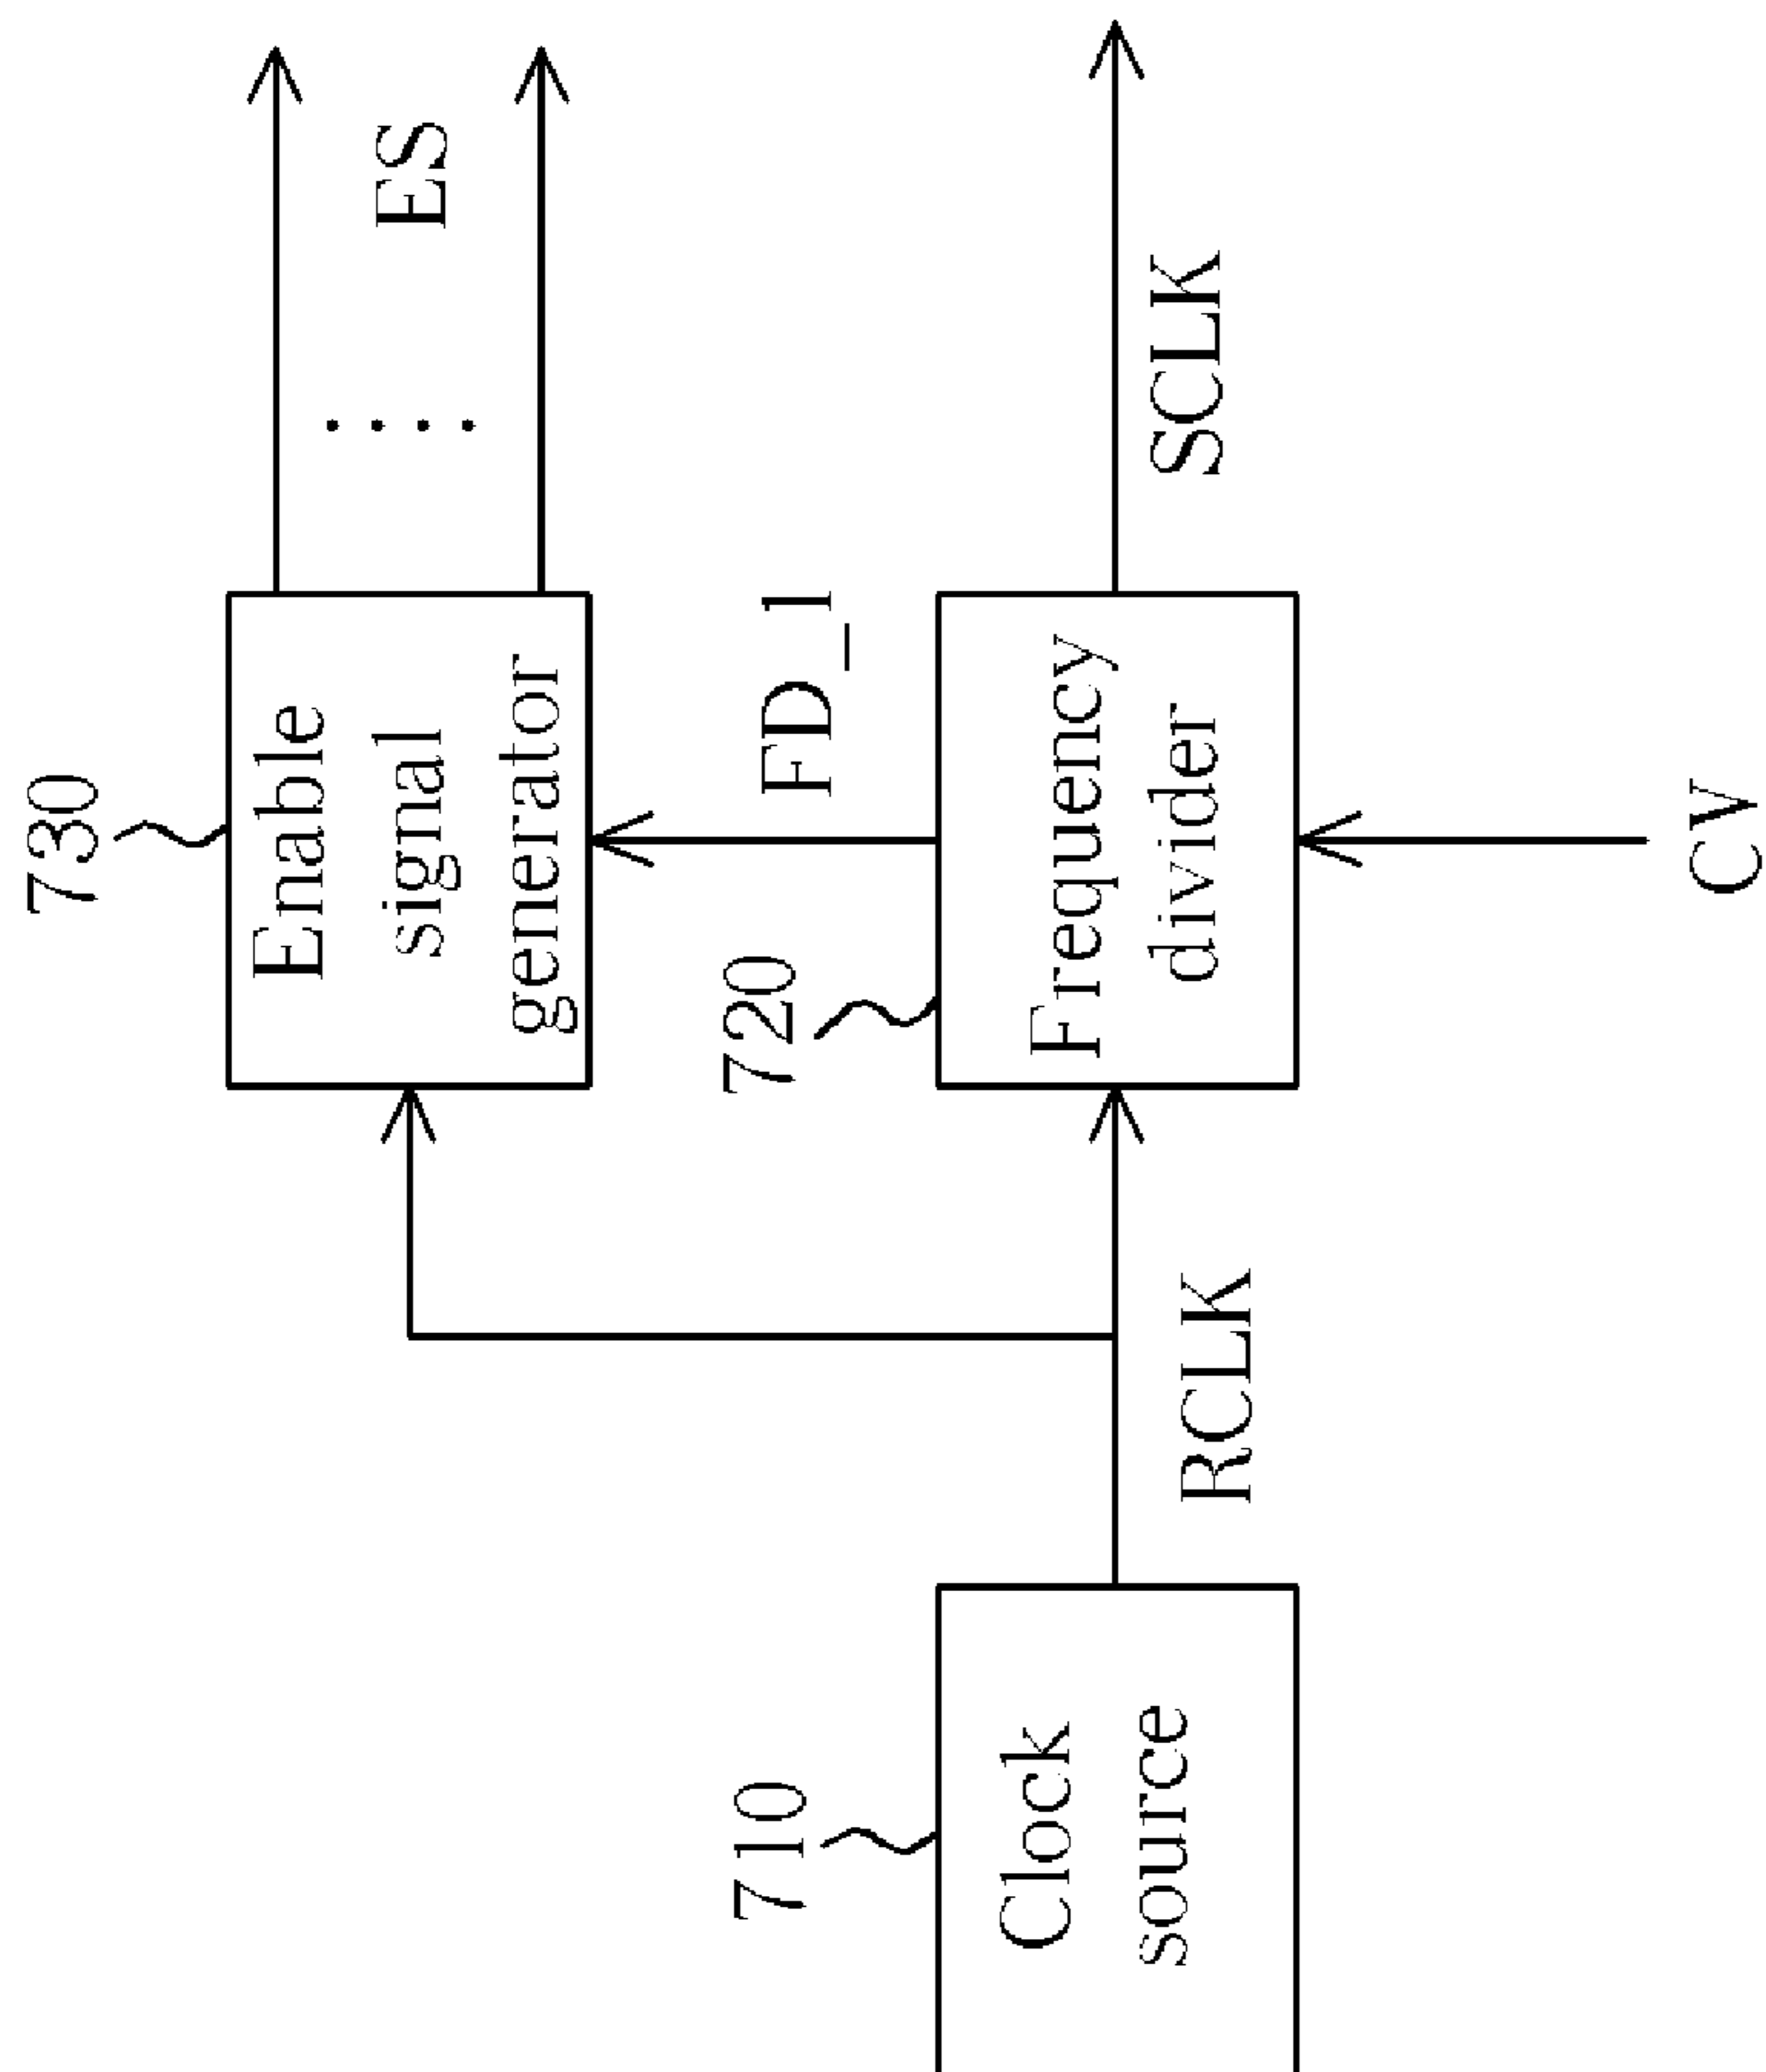 730
Enable
signal
generator
ES
FD_1
710
Clock
source
RCLK
720
Frequency
divider
SCLK
CV